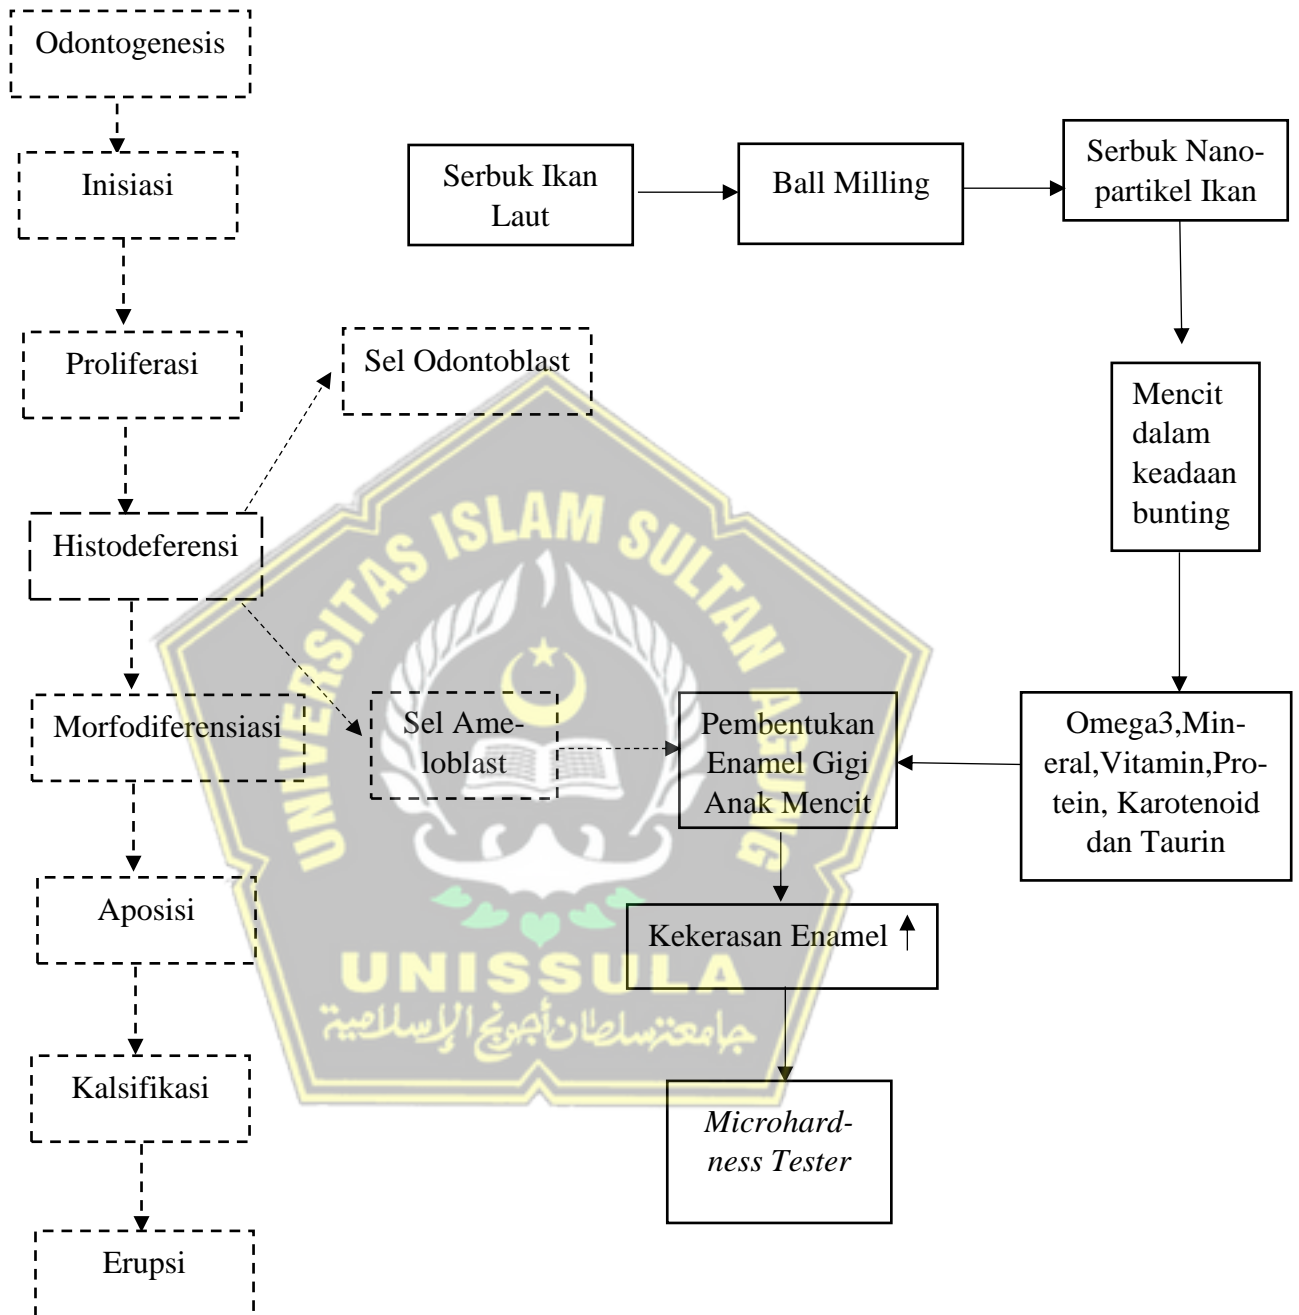 Odontogenesis
Inisiasi
Proliferasi
Histodeferensi
Morfodiferensiasi
Aposisi
Kalsifikasi
Erupsi
Sel Odontoblast
Sel Ame-
loblast
Serbuk Ikan
Laut
Ball Milling
Serbuk Nano-
partikel Ikan
Mencit
dalam
keadaan
bunting
Omega3,Min-
eral,Vitamin,Pro-
tein, Karotenoid
dan Taurin
Pembentukan
Enamel Gigi
Anak Mencit
Kekerasan Enamel
Microhard-
ness Tester
UNIVERSITAS ISLAM SULTAN AGUNG
UNISSULA
جامعة سلطان أجونج الإسلامية